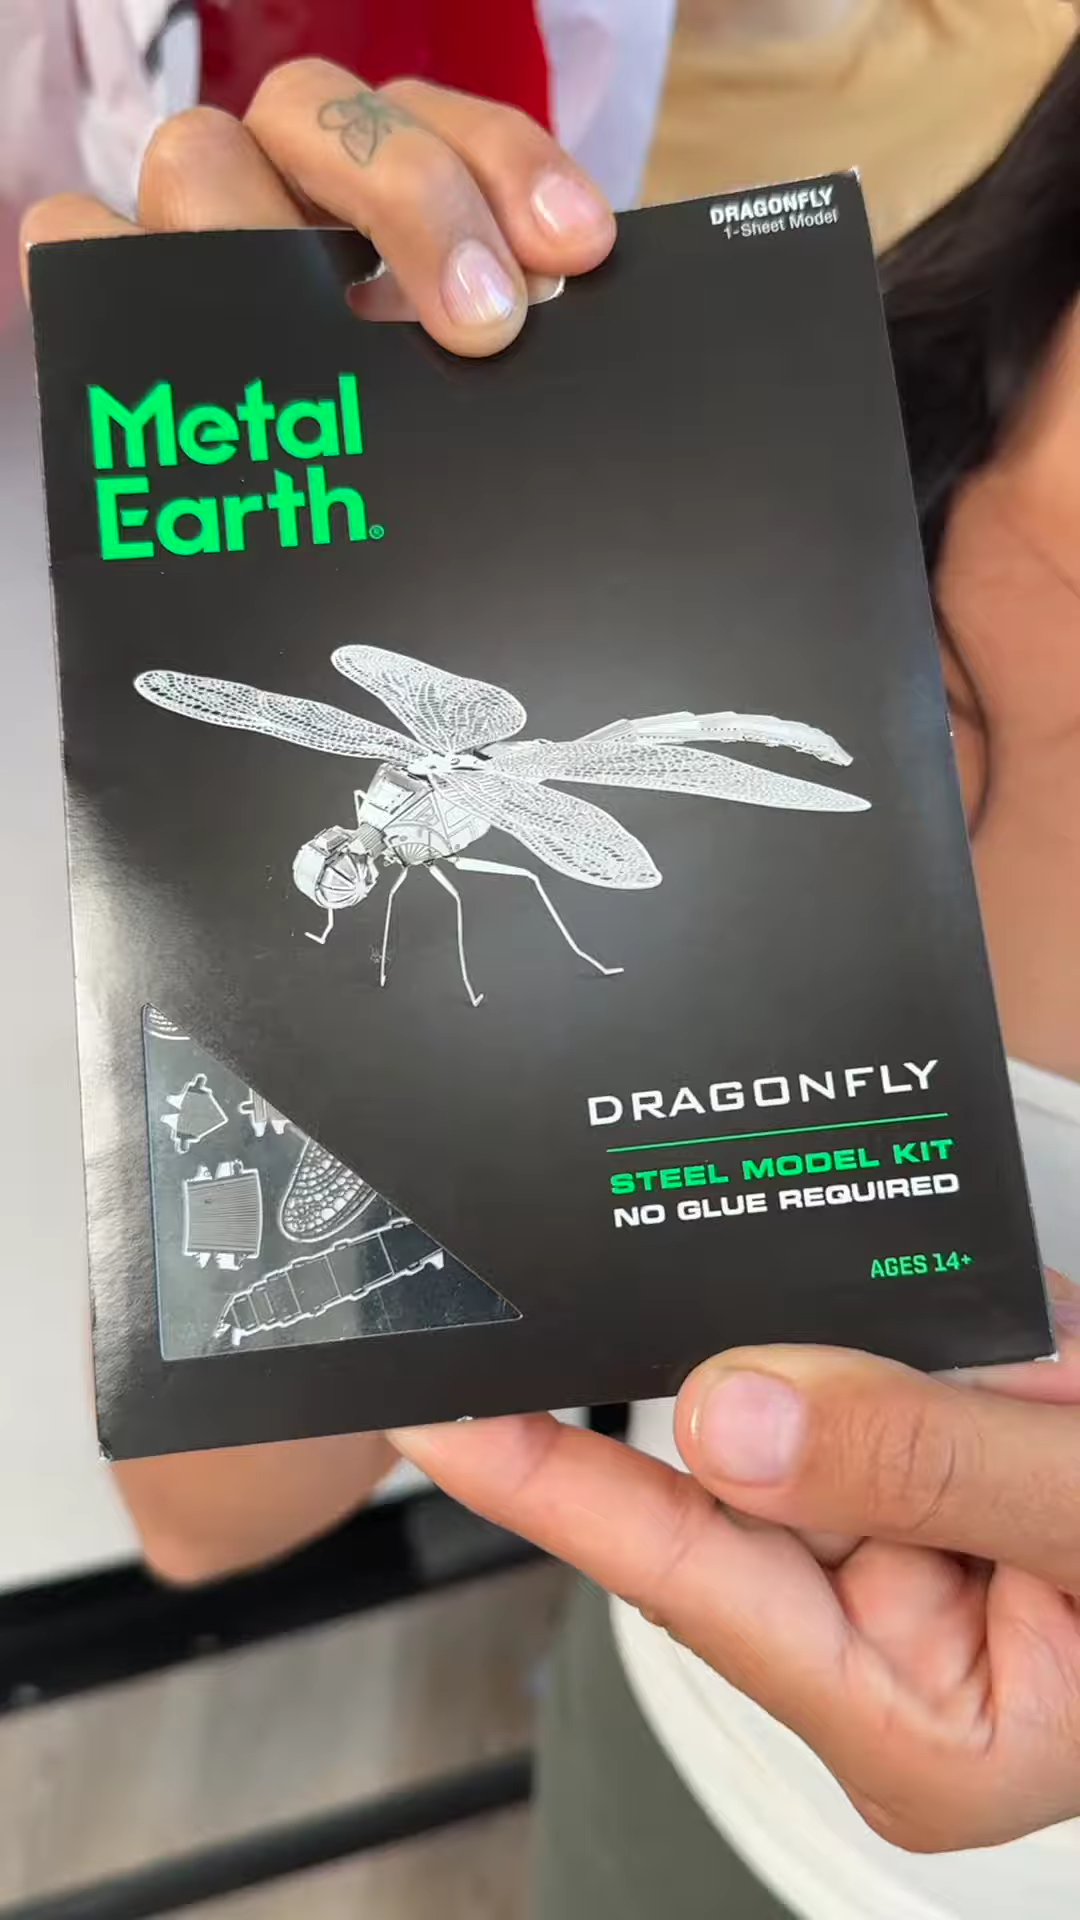 DRAGONFLY
1-Sheet Model
Metal
Earth®
DRAGONFLY
STEEL MODEL KIT
NO GLUE REQUIRED
AGES 14+